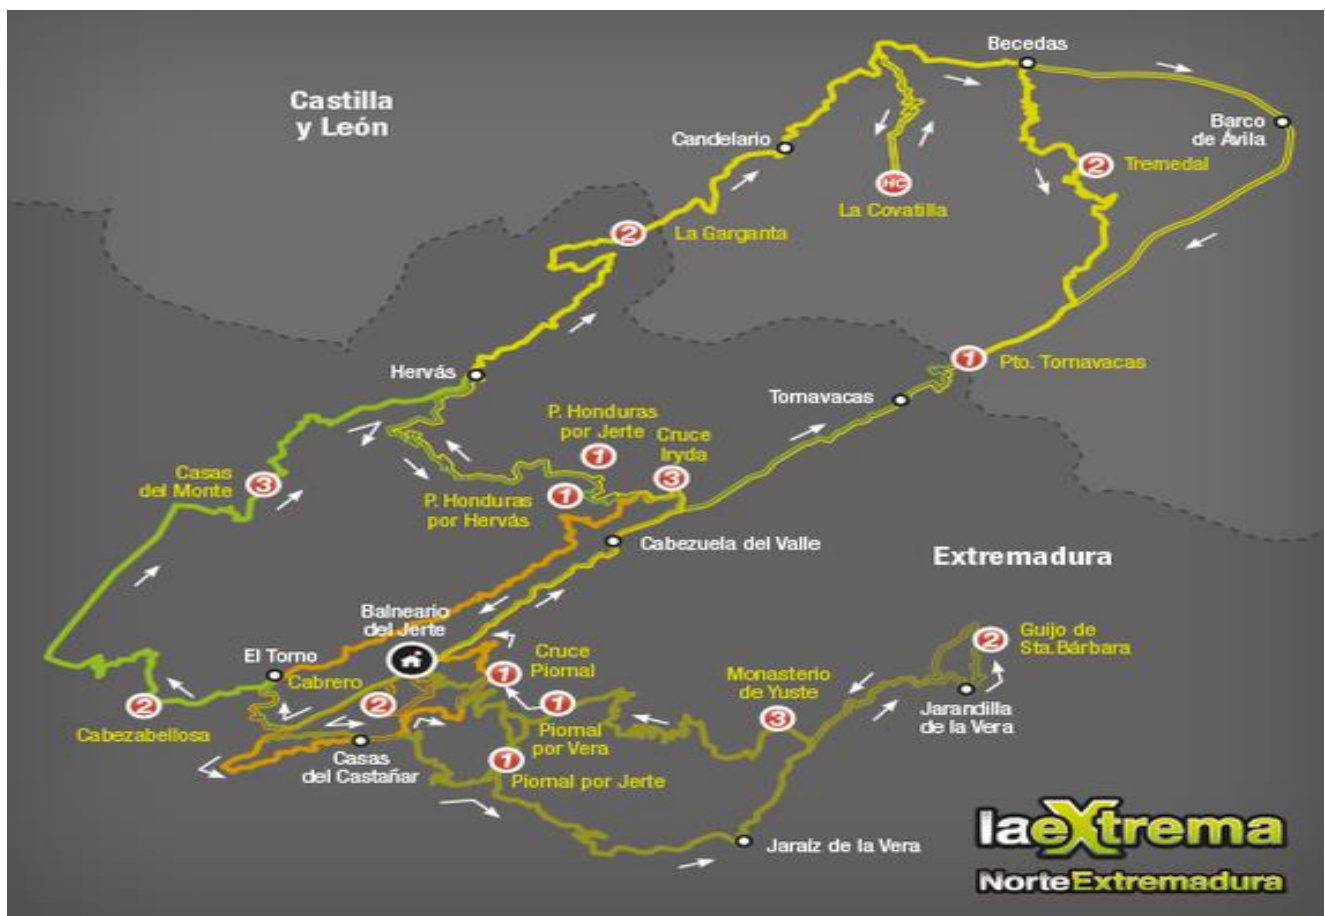 Becedas
Castilla
y León
Barco
de Ávila
Candelario
2
Tremedal
HC
La Covatilla
2
La Garganta
1
Pto. Tornavacas
Hervás
Tornavacas
P. Honduras
por Jerte
Cruce
Iryda
1
3
Casas
del Monte
3
1
P. Honduras
por Hervás
Cabezuela del Valle
Extremadura
Balneario
del Jerte
Guijo de
Sta. Bárbara
2
El Torno
Cabrero
Cruce
Piornal
1
Monasterio
de Yuste
2
1
3
Jarandilla
de la Vera
2
Cabezabellosa
Piornal
por Vera
Casas
del Castañar
1
Piornal por Jerte
Jaraíz de la Vera
laeXtrema
NorteExtremadura